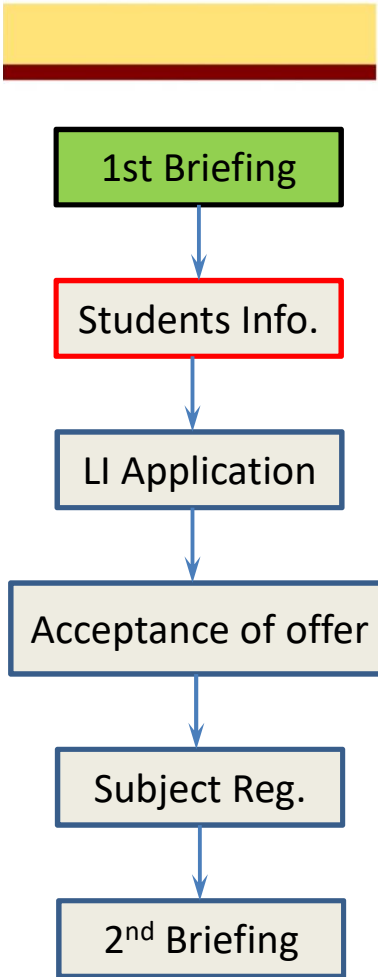 1st Briefing
Students Info.
LI Application
Acceptance of offer
Subject Reg.
2nd Briefing